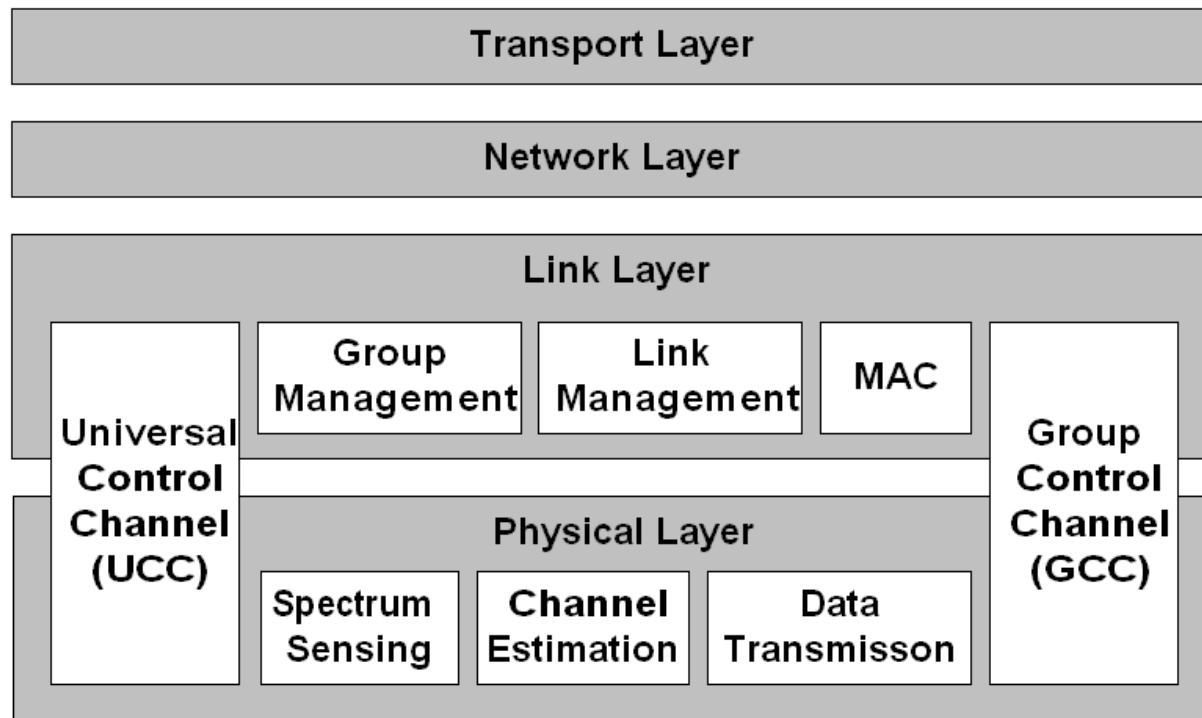 Transport Layer
Network Layer
Link Layer
Universal
Control
Channel
(UCC)
Group
Management
Link
Management
MAC
Group
Control
Channel
(GCC)
Physical Layer
Spectrum
Sensing
Channel
Estimation
Data
Transmisson